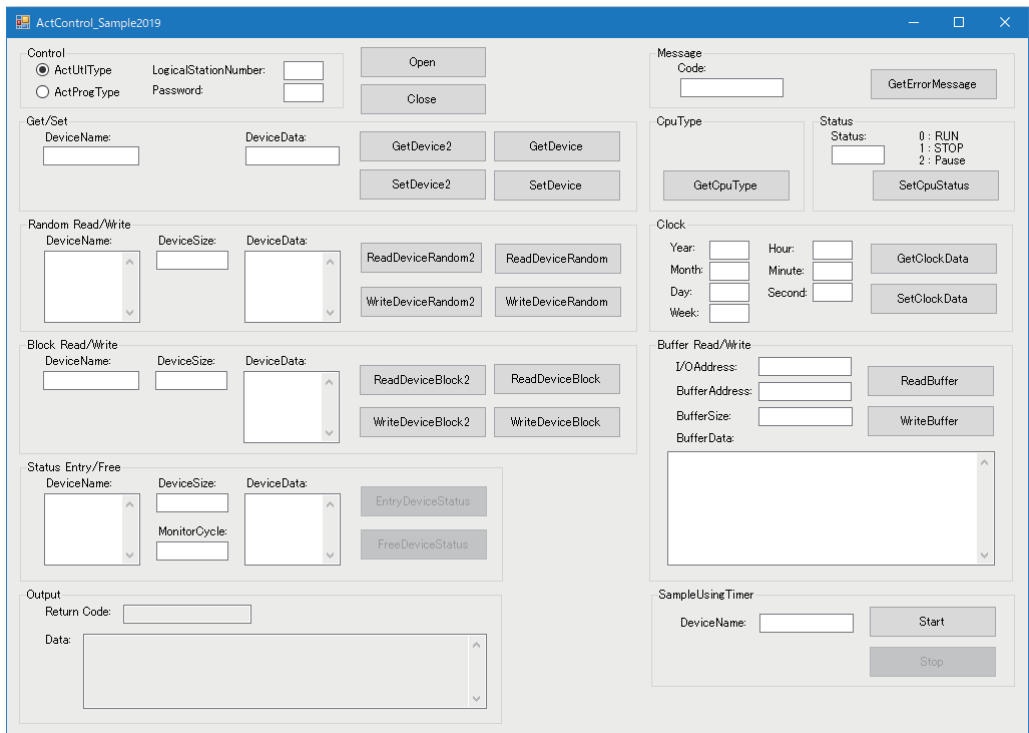 ActControl_Sample2019
Control
ActUtlType
LogicalStationNumber:
ActProgType
Password:
Open
Close
Get/Set
DeviceName:
DeviceData:
GetDevice2
GetDevice
SetDevice2
SetDevice
Random Read/Write
DeviceName:
DeviceSize:
DeviceData:
ReadDeviceRandom2
ReadDeviceRandom
WriteDeviceRandom2
WriteDeviceRandom
Block Read/Write
DeviceName:
DeviceSize:
DeviceData:
ReadDeviceBlock2
ReadDeviceBlock
WriteDeviceBlock2
WriteDeviceBlock
Status Entry/Free
DeviceName:
DeviceSize:
DeviceData:
MonitorCycle:
EntryDeviceStatus
FreeDeviceStatus
Output
Return Code:
Data:
Message
Code:
GetErrorMessage
CpuType
GetCpuType
Status
Status:
0 : RUN
1 : STOP
2 : Pause
SetCpuStatus
Clock
Year:
Hour:
Month:
Minute:
Day:
Second:
Week:
GetClockData
SetClockData
Buffer Read/Write
I/OAddress:
BufferAddress:
BufferSize:
BufferData:
ReadBuffer
WriteBuffer
SampleUsingTimer
DeviceName:
Start
Stop